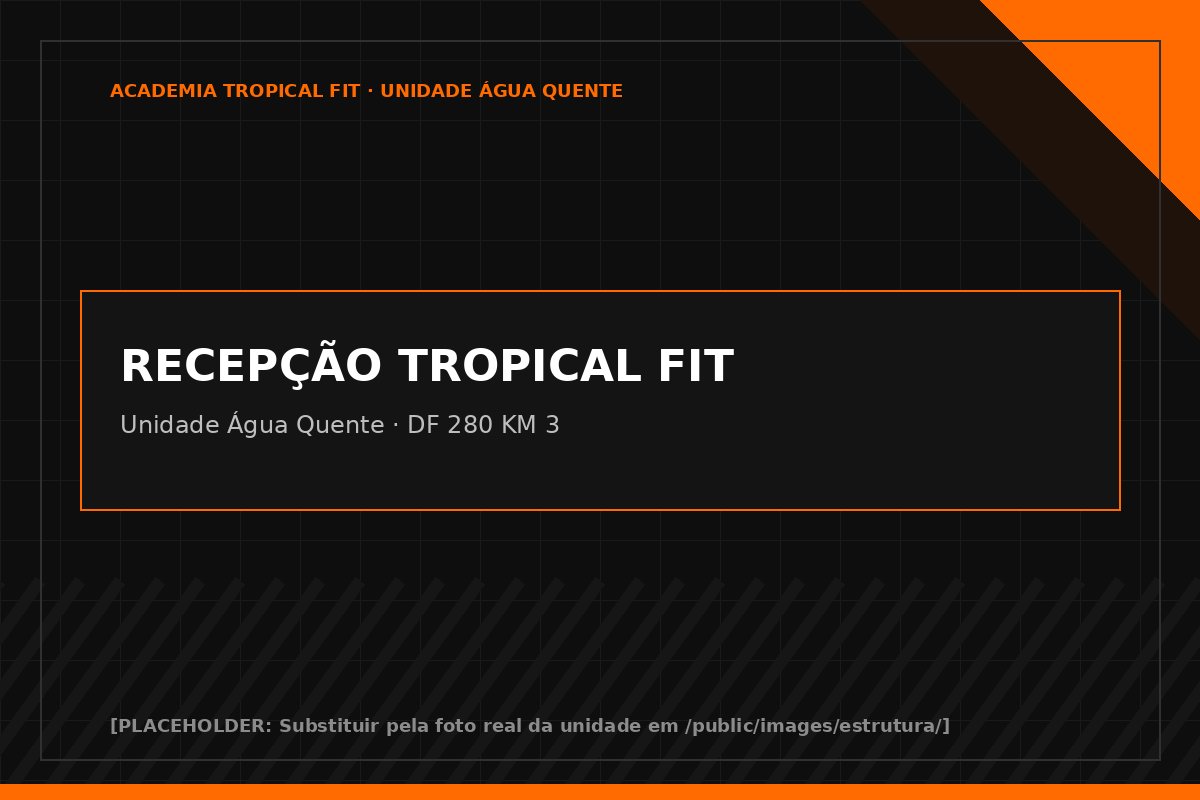 ACADEMIA TROPICAL FIT · UNIDADE ÁGUA QUENTE
RECEPÇÃO TROPICAL FIT
Unidade Água Quente · DF 280 KM 3
[PLACEHOLDER: Substituir pela foto real da unidade em /public/images/estrutura/]